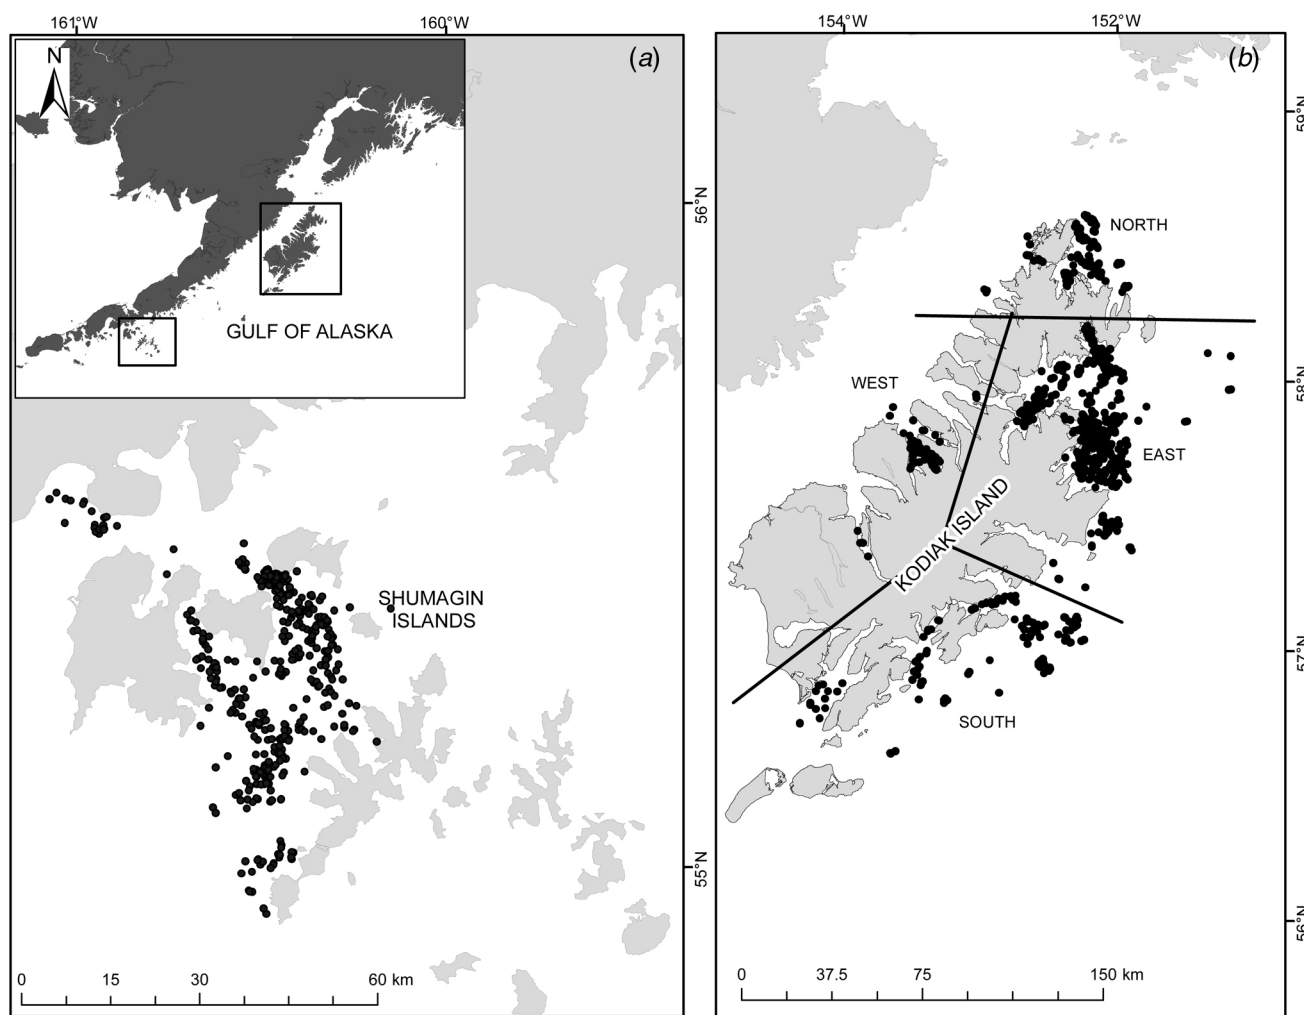 161°W
160°W
(a)
N
GULF OF ALASKA
56°N
SHUMAGIN
ISLANDS
55°N
0 15 30 60 km
154°W
152°W
(b)
59°N
NORTH
58°N
WEST
EAST
KODIAK ISLAND
57°N
SOUTH
56°N
0 37.5 75 150 km